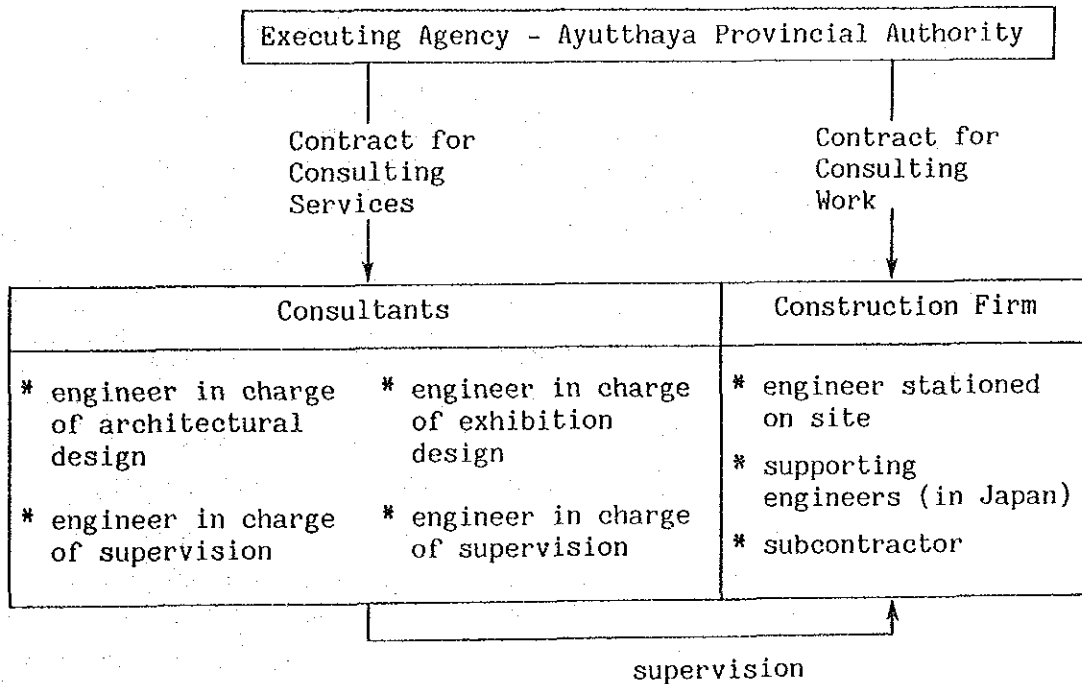 Executing Agency - Ayutthaya Provincial Authority
Contract for
Consulting
Services
Contract for
Consulting
Work
Consultants
* engineer in charge
of architectural
design
* engineer in charge
of supervision
* engineer in charge
of exhibition
design
* engineer in charge
of supervision
Construction Firm
* engineer stationed
on site
* supporting
engineers (in Japan)
* subcontractor
supervision